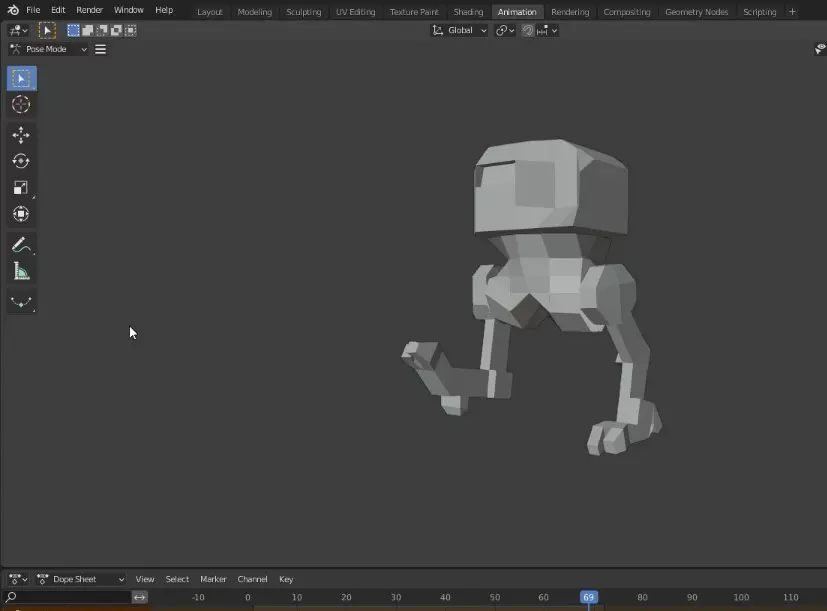 File Edit Render Window Help Layout Modeling Sculpting UV Editing Texture Paint Shading Animation Rendering Compositing Geometry Nodes Scripting +
Global
Pose Mode
Dope Sheet View Select Marker Channel Key
-10 0 10 20 30 40 50 60 69 80 90 100 110